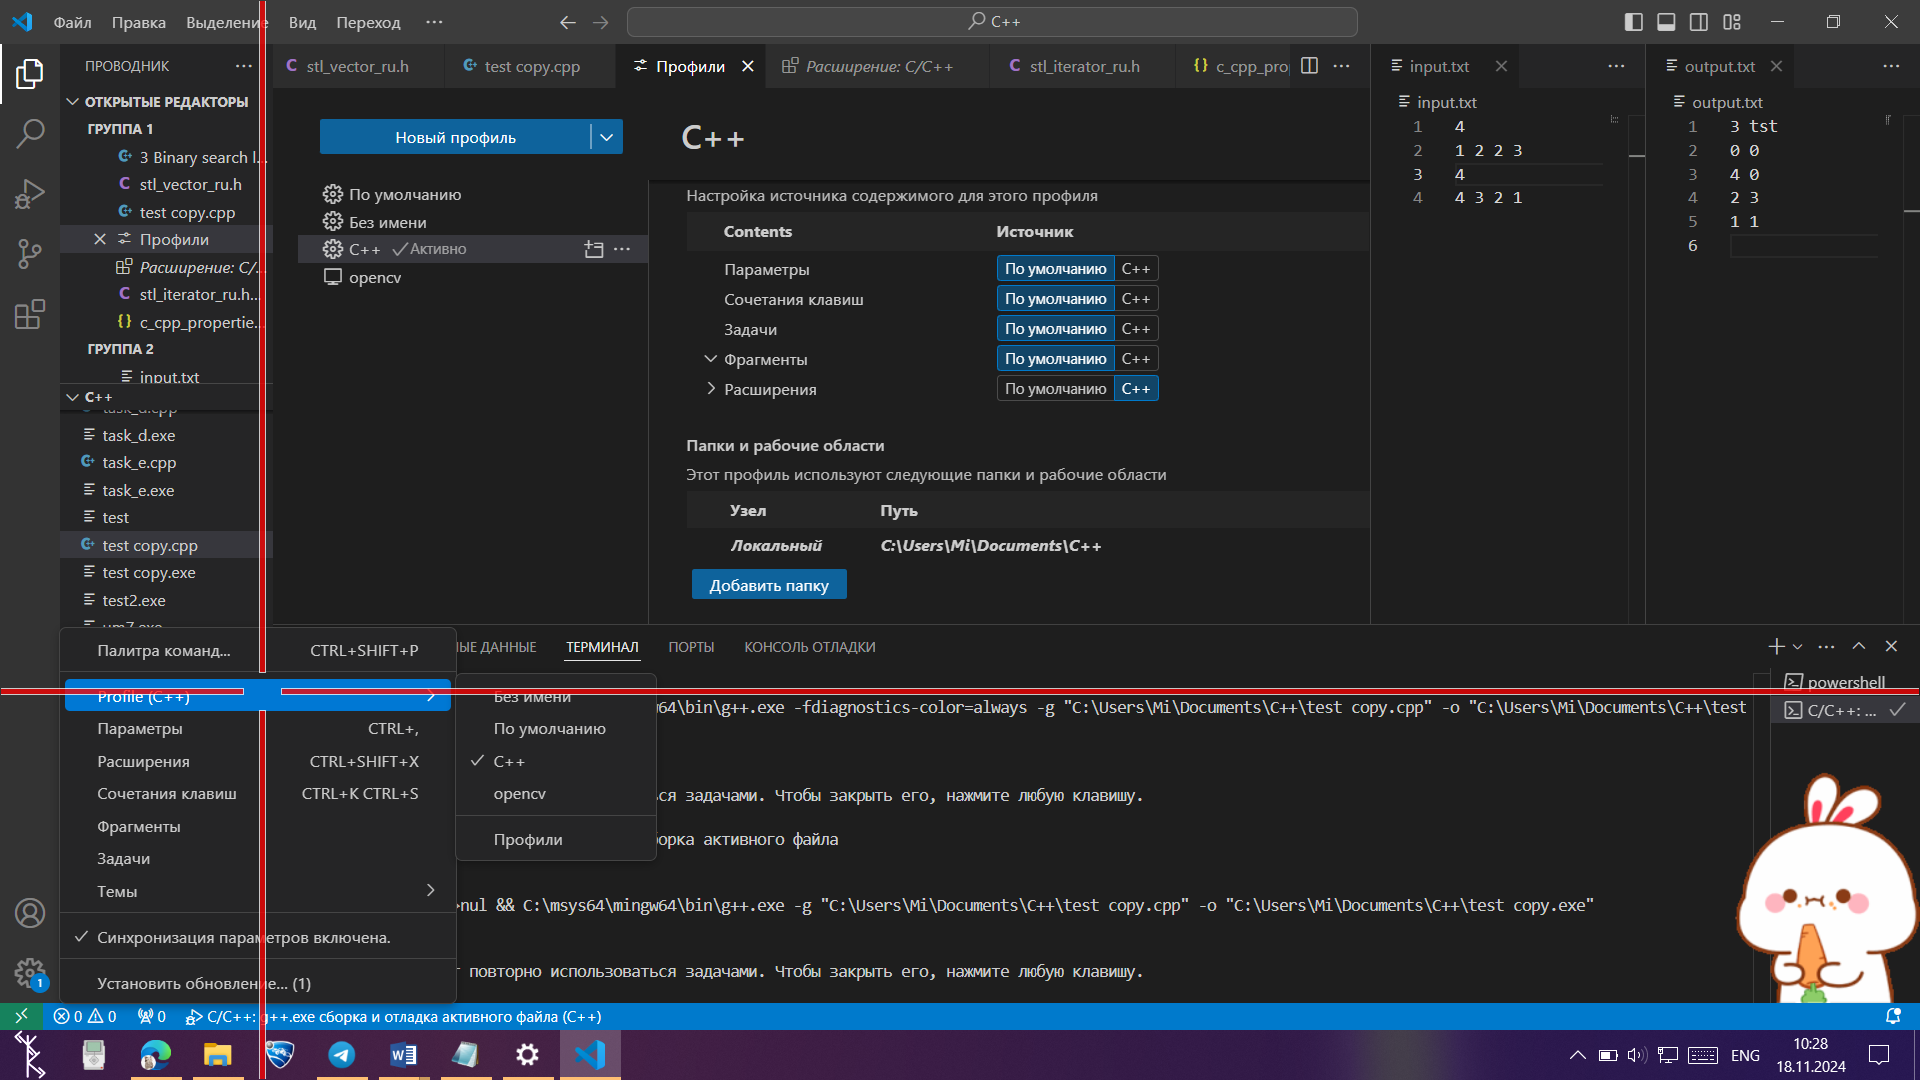 Файл Правка Выделение Вид Переход ··· C++
ПРОВОДНИК ···
ОТКРЫТЫЕ РЕДАКТОРЫ
ГРУППА 1
3 Binary search l...
stl_vector_ru.h
test copy.cpp
Профили
Расширение: C/...
stl_iterator_ru.h...
c_cpp_propertie...
ГРУППА 2
input.txt
C++
task_d.cpp
task_d.exe
task_e.cpp
task_e.exe
test
test copy.cpp
test copy.exe
test2.exe
stl_vector_ru.h test copy.cpp Профили Расширение: C/C++ stl_iterator_ru.h c_cpp_proj ···
Новый профиль
По умолчанию
Без имени
C++ Активно ···
opencv
C++
Настройка источника содержимого для этого профиля
Contents Источник
Параметры По умолчанию C++
Сочетания клавиш По умолчанию C++
Задачи По умолчанию C++
Фрагменты По умолчанию C++
Расширения По умолчанию C++
Папки и рабочие области
Этот профиль используют следующие папки и рабочие области
Узел Путь
Локальный C:\Users\Mi\Documents\C++
Добавить папку
input.txt ···
input.txt
1 4
2 1 2 2 3
3 4
4 4 3 2 1
output.txt ···
output.txt
1 3 tst
2 0 0
3 4 0
4 2 3
5 1 1
6
ЫЕ ДАННЫЕ ТЕРМИНАЛ ПОРТЫ КОНСОЛЬ ОТЛАДКИ ···
w64\bin\g++.exe -fdiagnostics-color=always -g "C:\Users\Mi\Documents\C++\test copy.cpp" -o "C:\Users\Mi\Documents\C++\test
ся задачами. Чтобы закрыть его, нажмите любую клавишу.
орка активного файла
>nul && C:\msys64\mingw64\bin\g++.exe -g "C:\Users\Mi\Documents\C++\test copy.cpp" -o "C:\Users\Mi\Documents\C++\test copy.exe"
т повторно использоваться задачами. Чтобы закрыть его, нажмите любую клавишу.
powershell
C/C++: ...
Палитра команд... CTRL+SHIFT+P
Profile (C++)
Параметры CTRL+,
Расширения CTRL+SHIFT+X
Сочетания клавиш CTRL+K CTRL+S
Фрагменты
Задачи
Темы
Синхронизация параметров включена.
Установить обновление... (1)
Без имени
По умолчанию
C++
opencv
Профили
1
0 0 0 C/C++: g++.exe сборка и отладка активного файла (C++)
ENG
10:28
18.11.2024